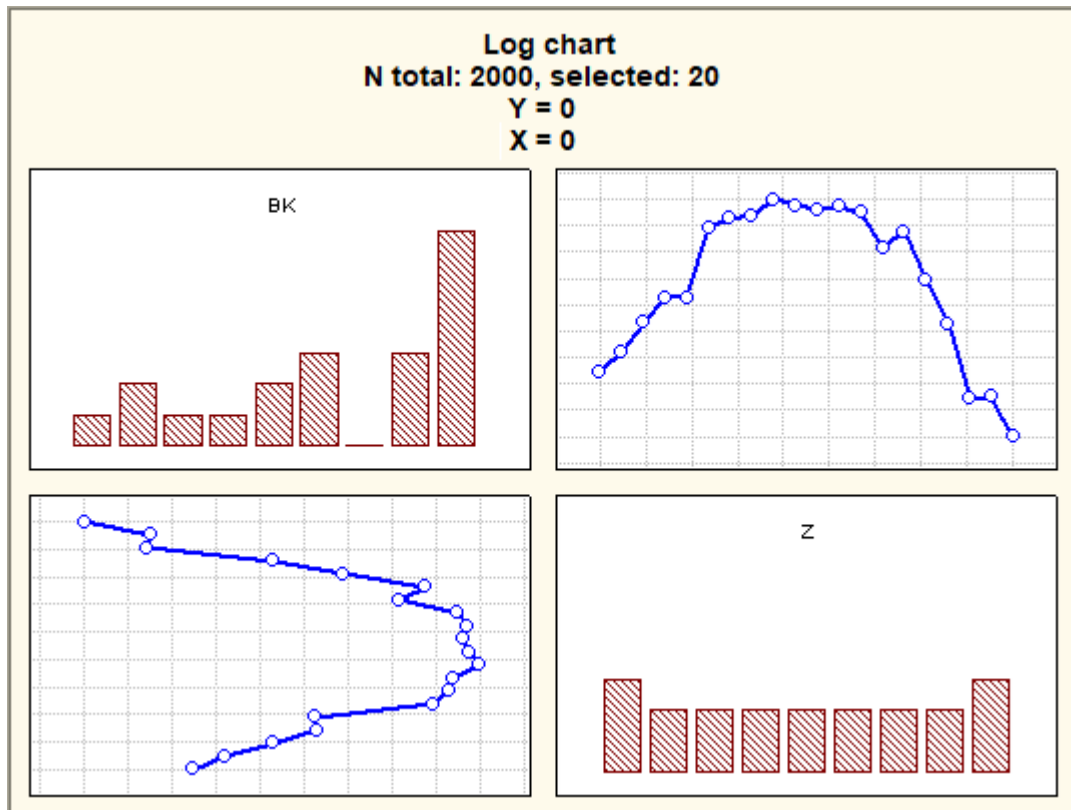 Log chart
N total: 2000, selected: 20
Y = 0
X = 0
BK
Z